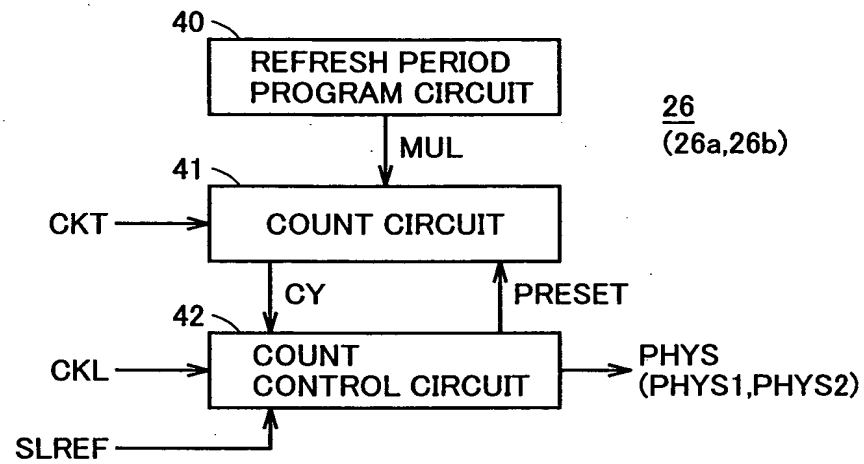 40
REFRESH PERIOD
PROGRAM CIRCUIT
26
(26a,26b)
MUL
41
CKT
COUNT CIRCUIT
CY
PRESET
42
CKL
COUNT
CONTROL CIRCUIT
PHYS
(PHYS1,PHYS2)
SLREF